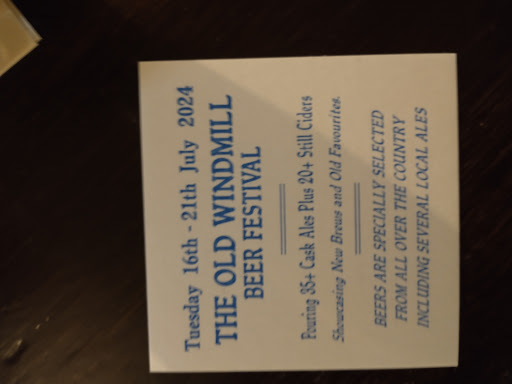 Tuesday 16th - 21th July 2024
THE OLD WINDMILL
BEER FESTIVAL
Pouring 35+ Cask Ales Plus 20+ Still Ciders
Showcasing New Brews and Old Favourites.
BEERS ARE SPECIALLY SELECTED
FROM ALL OVER THE COUNTRY
INCLUDING SEVERAL LOCAL ALES